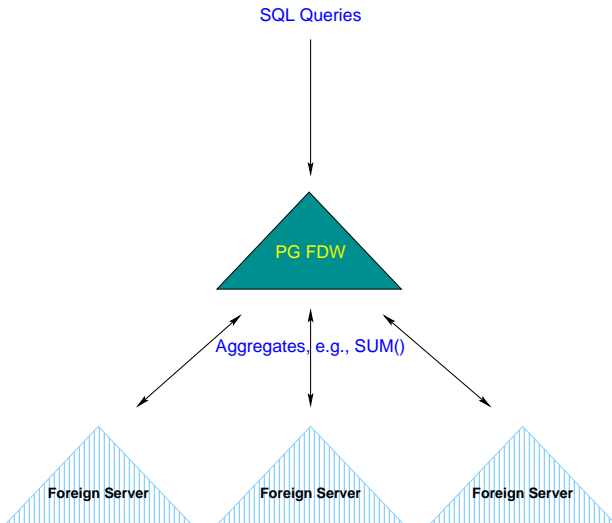 SQL Queries
PG FDW
Aggregates, e.g., SUM()
Foreign Server
Foreign Server
Foreign Server